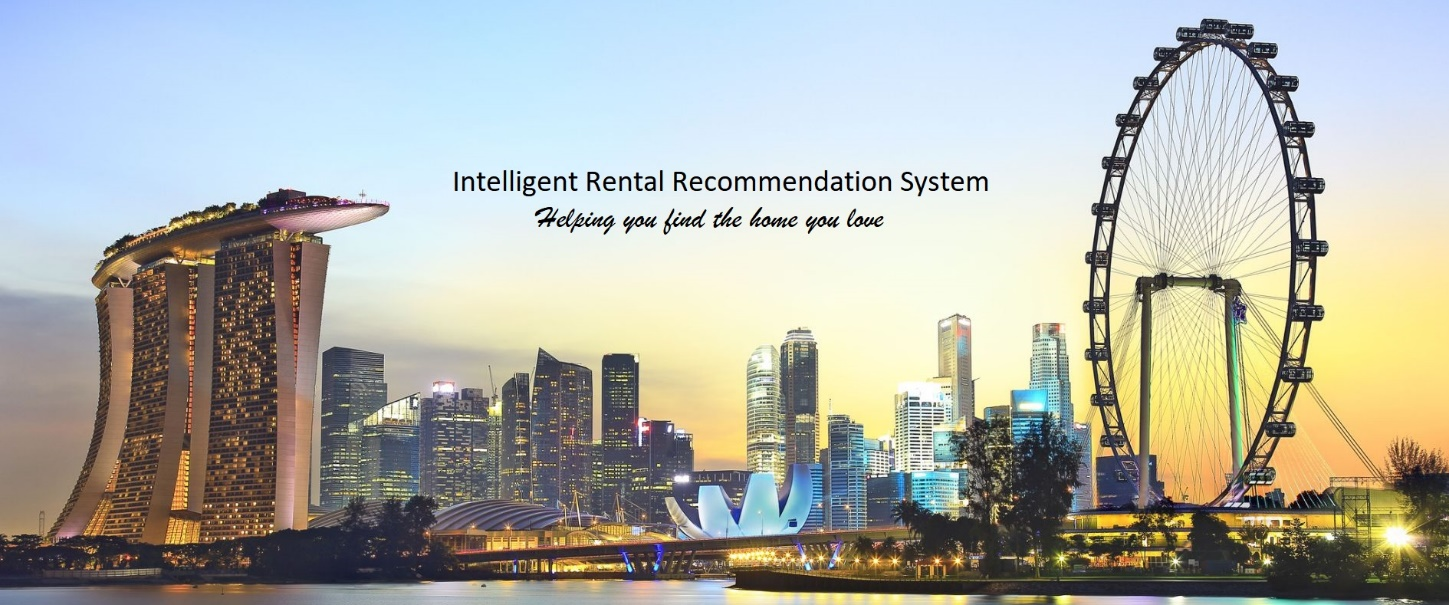 Intelligent Rental Recommendation System
Helping you find the home you love